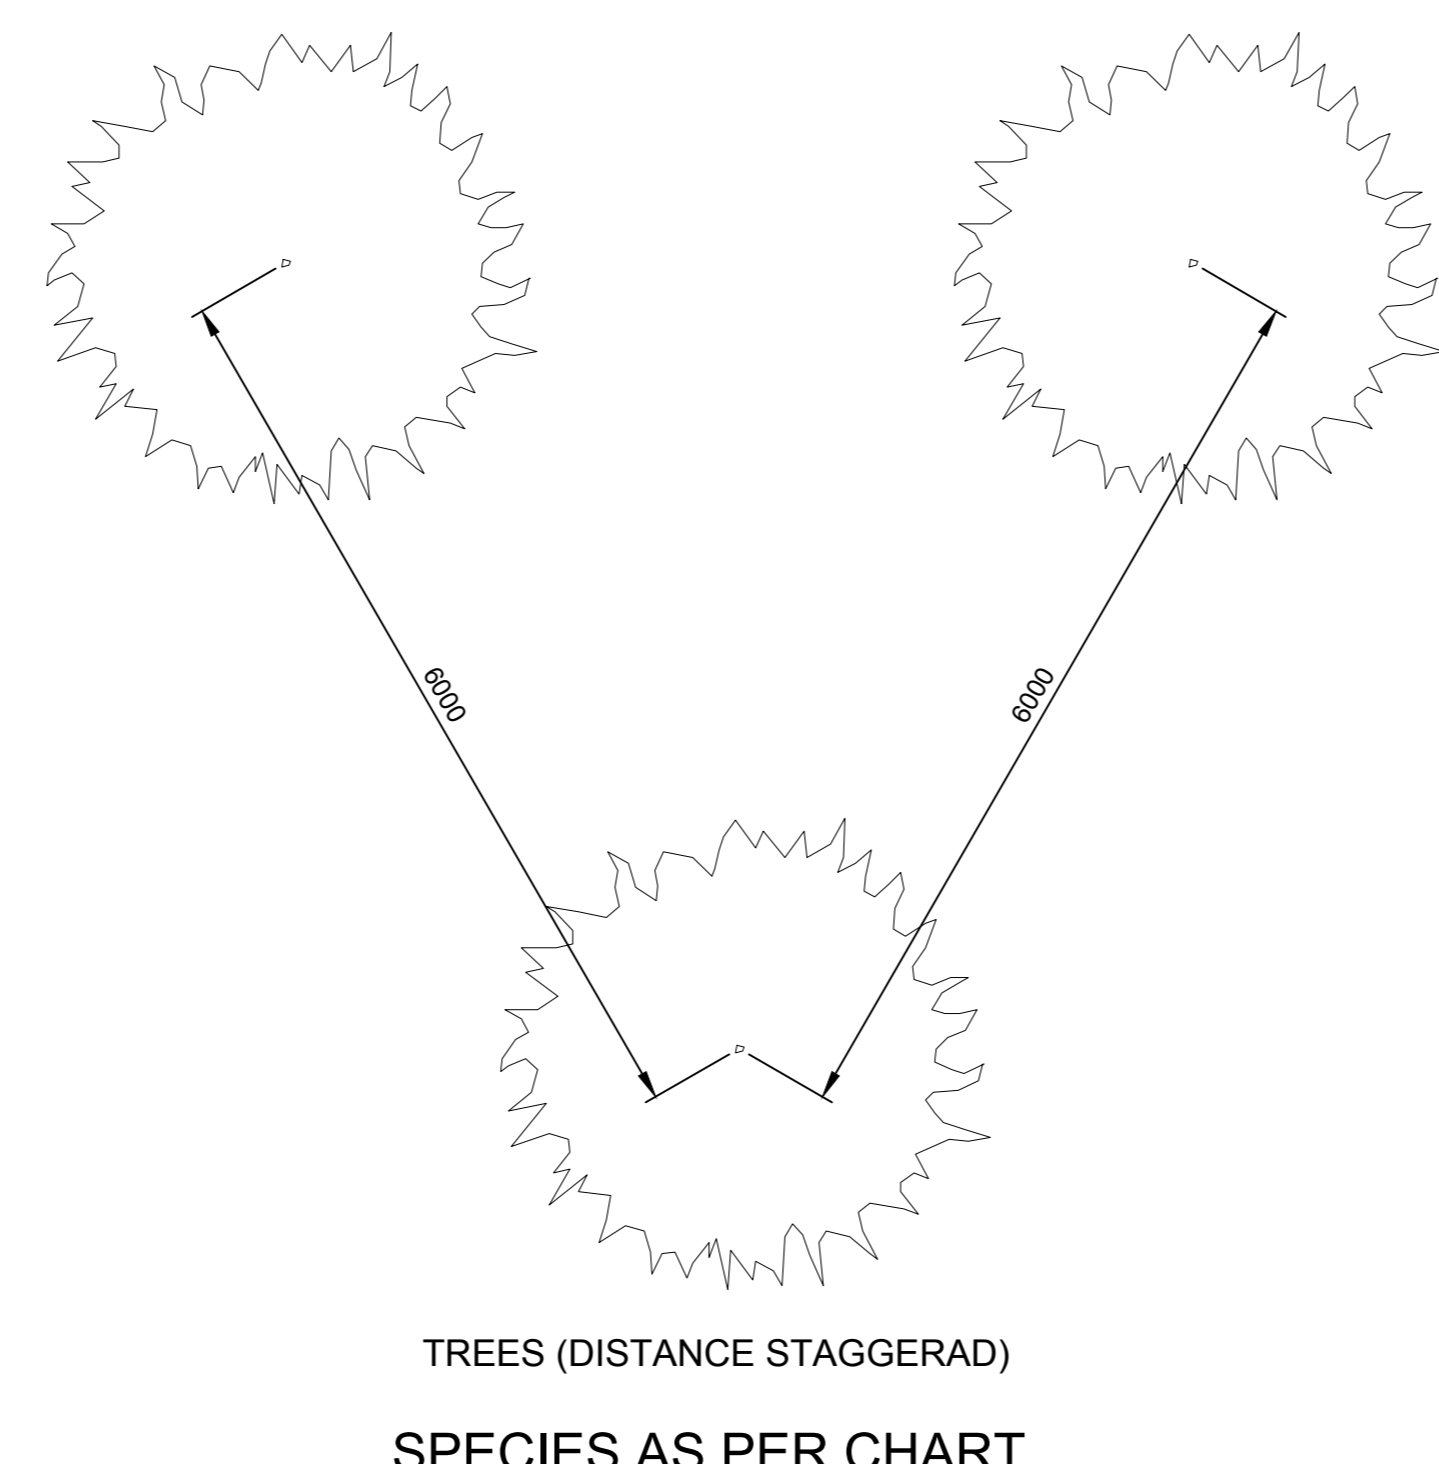 6000
6000
TREES (DISTANCE STAGGERAD)
SPECIES AS PER CHART